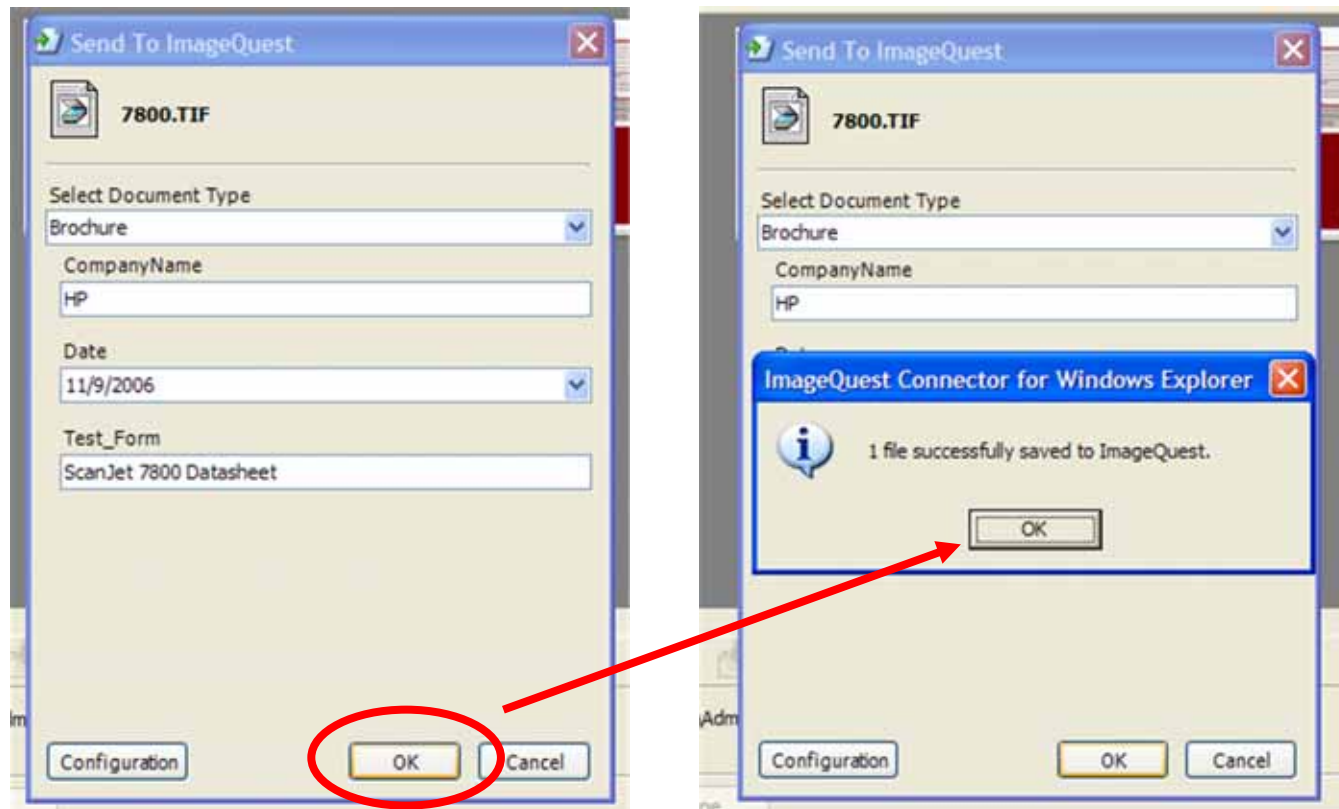 Send To ImageQuest
7800.TIF
Select Document Type
Brochure
CompanyName
HP
Date
11/9/2006
Test_Form
ScanJet 7800 Datasheet
Configuration
OK
Cancel
Send To ImageQuest
7800.TIF
Select Document Type
Brochure
CompanyName
HP
ImageQuest Connector for Windows Explorer
1 file successfully saved to ImageQuest.
OK
Adm
Configuration
OK
Cancel